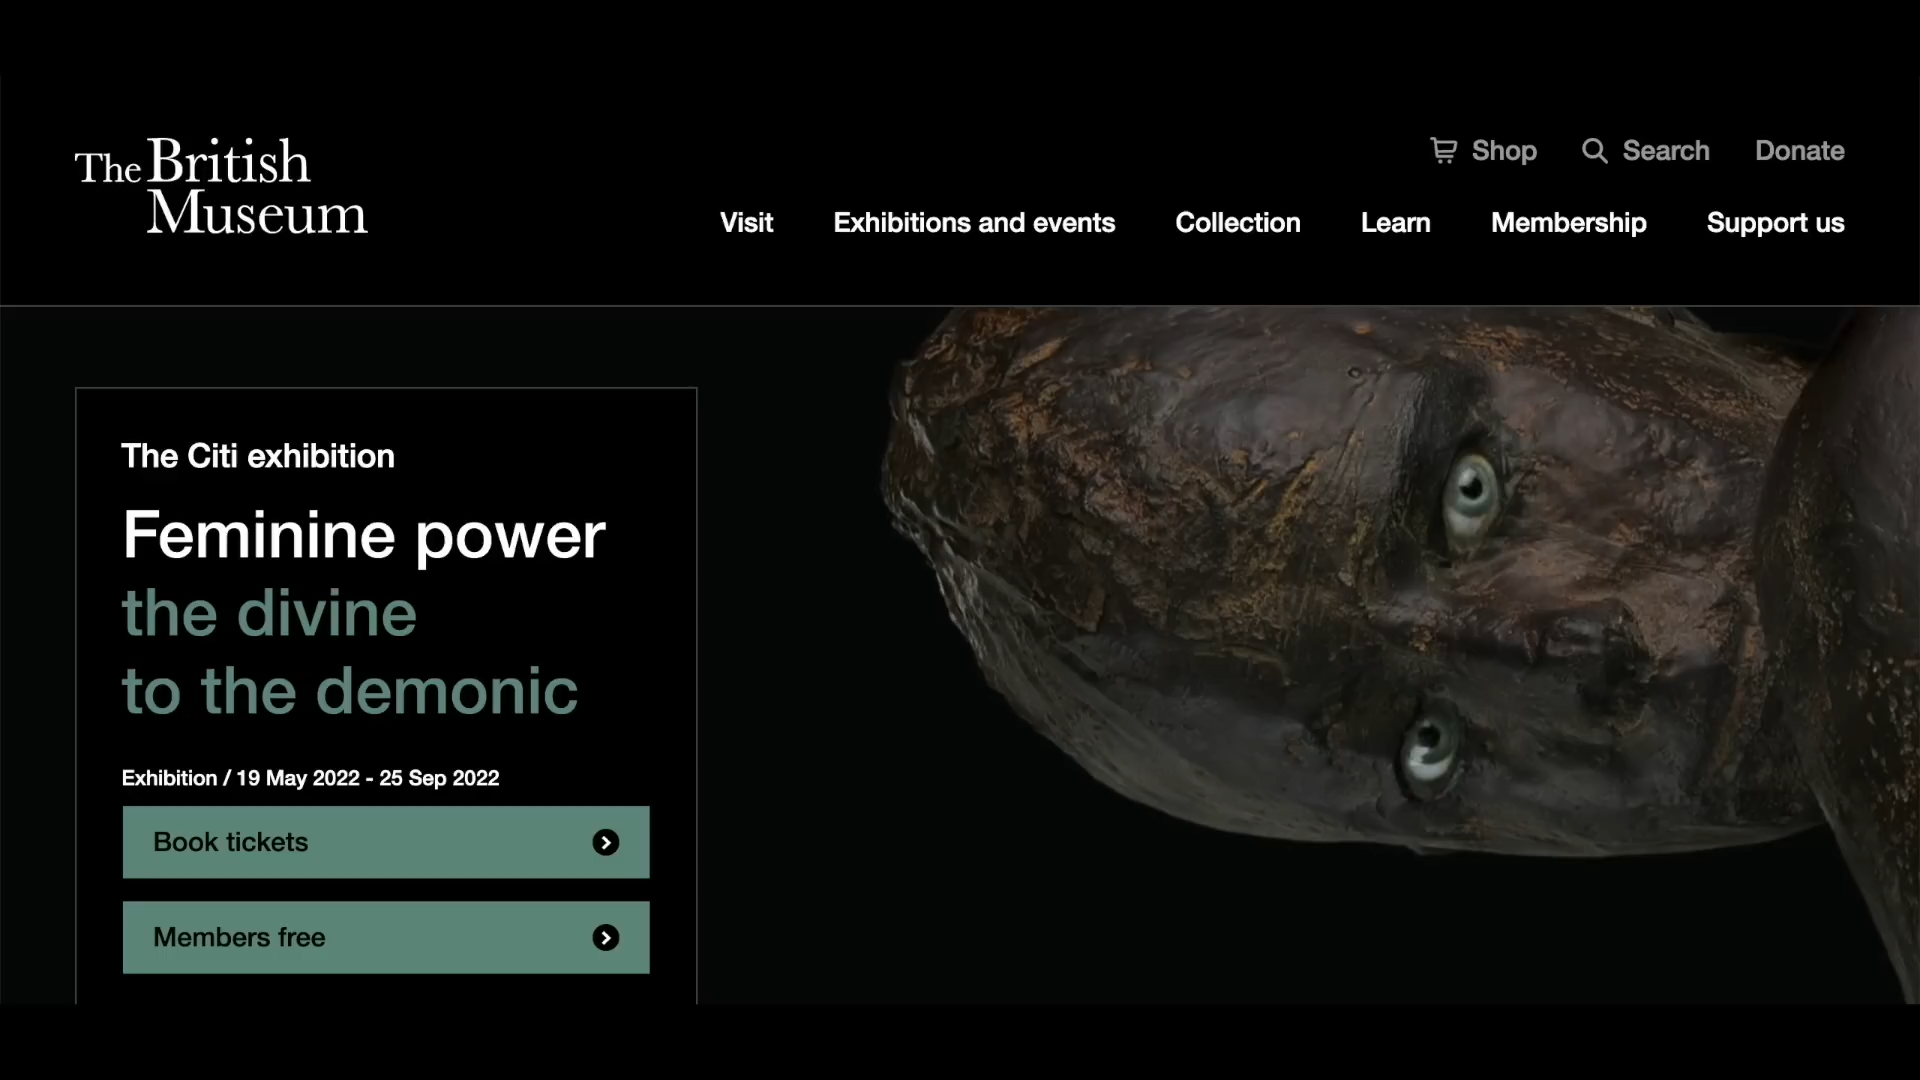 The British
Museum
Shop Search Donate
Visit Exhibitions and events Collection Learn Membership Support us
The Citi exhibition
Feminine power
the divine
to the demonic
Exhibition / 19 May 2022 - 25 Sep 2022
Book tickets
Members free